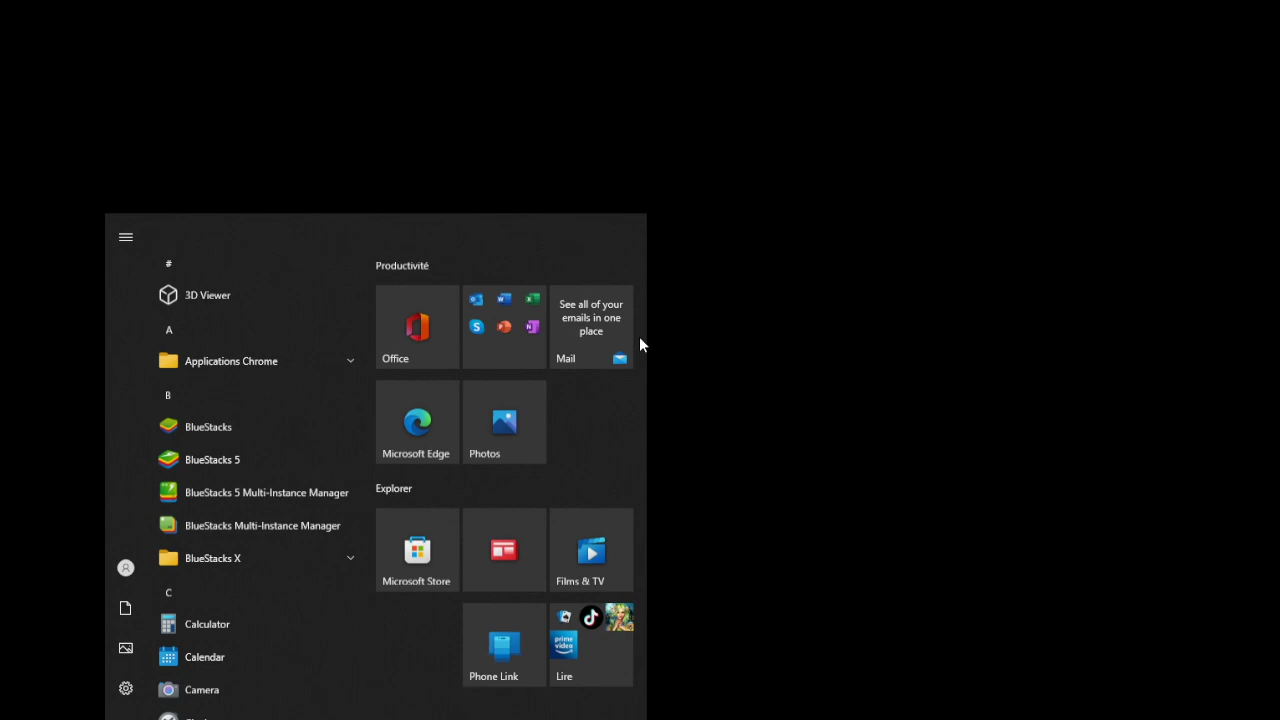 #
3D Viewer
A
Applications Chrome
B
BlueStacks
BlueStacks 5
BlueStacks 5 Multi-Instance Manager
BlueStacks Multi-Instance Manager
BlueStacks X
C
Calculator
Calendar
Camera
Productivité
Office
See all of your
emails in one
place
Mail
Microsoft Edge
Photos
Explorer
Microsoft Store
Films & TV
Phone Link
prime
video
Lire